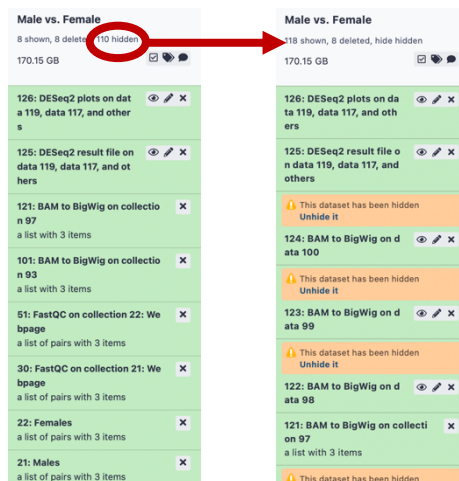 Male vs. Female
8 shown, 8 deleted, 110 hidden
170.15 GB
126: DESeq2 plots on dat
a 119, data 117, and other
s
125: DESeq2 result file on
data 119, data 117, and ot
hers
121: BAM to BigWig on collectio
n 97
a list with 3 items
101: BAM to BigWig on collectio
n 93
a list with 3 items
51: FastQC on collection 22: We
bpage
a list of pairs with 3 items
30: FastQC on collection 21: We
bpage
a list of pairs with 3 items
22: Females
a list of pairs with 3 items
21: Males
a list of pairs with 3 items
Male vs. Female
118 shown, 8 deleted, hide hidden
170.15 GB
126: DESeq2 plots on da
ta 119, data 117, and oth
ers
125: DESeq2 result file o
n data 119, data 117, and
others
This dataset has been hidden
Unhide it
124: BAM to BigWig on d
ata 100
This dataset has been hidden
Unhide it
123: BAM to BigWig on d
ata 99
This dataset has been hidden
Unhide it
122: BAM to BigWig on d
ata 98
121: BAM to BigWig on collecti
on 97
a list with 3 items
This dataset has been hidden